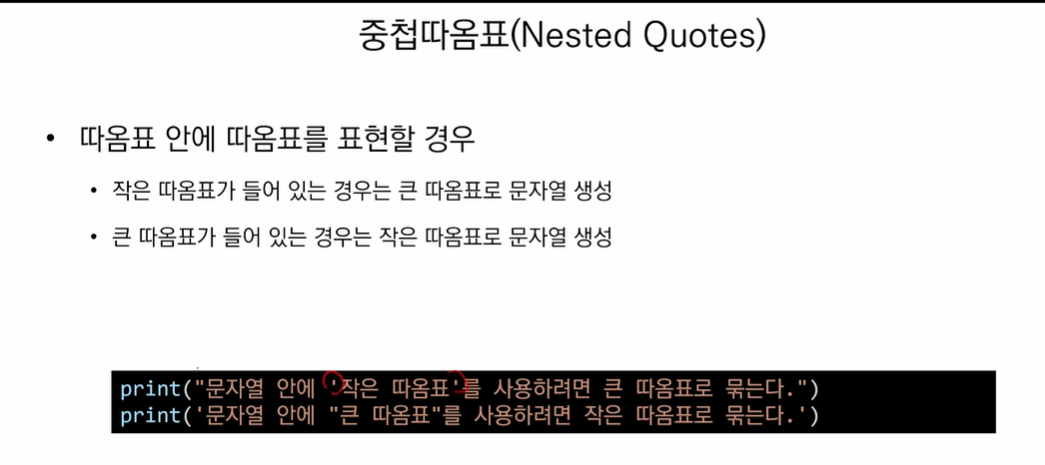 중첩따옴표(Nested Quotes)
• 따옴표 안에 따옴표를 표현할 경우
• 작은 따옴표가 들어 있는 경우는 큰 따옴표로 문자열 생성
• 큰 따옴표가 들어 있는 경우는 작은 따옴표로 문자열 생성
print("문자열 안에 '작은 따옴표'를 사용하려면 큰 따옴표로 묶는다.")
print('문자열 안에 "큰 따옴표"를 사용하려면 작은 따옴표로 묶는다.')